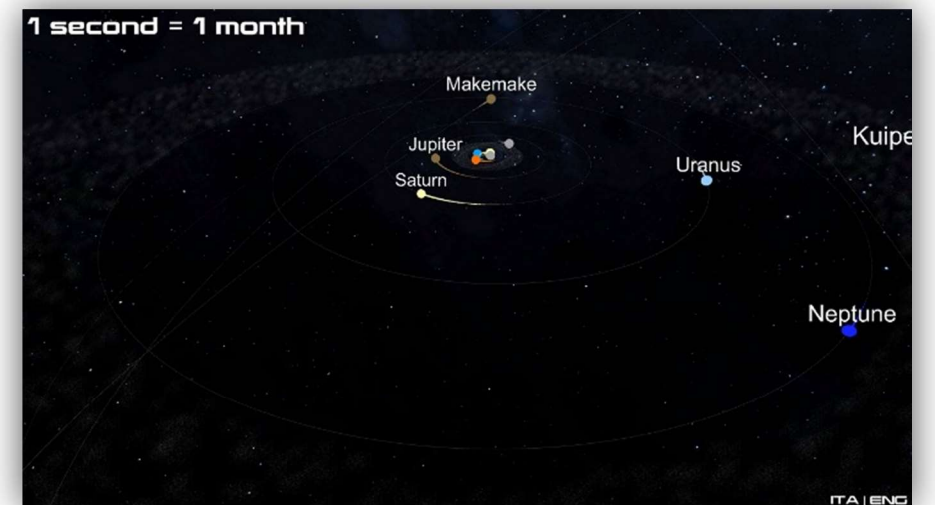 1 second = 1 month
Makemake
Kuipe
Jupiter
Uranus
Saturn
Neptune
ITA | ENG